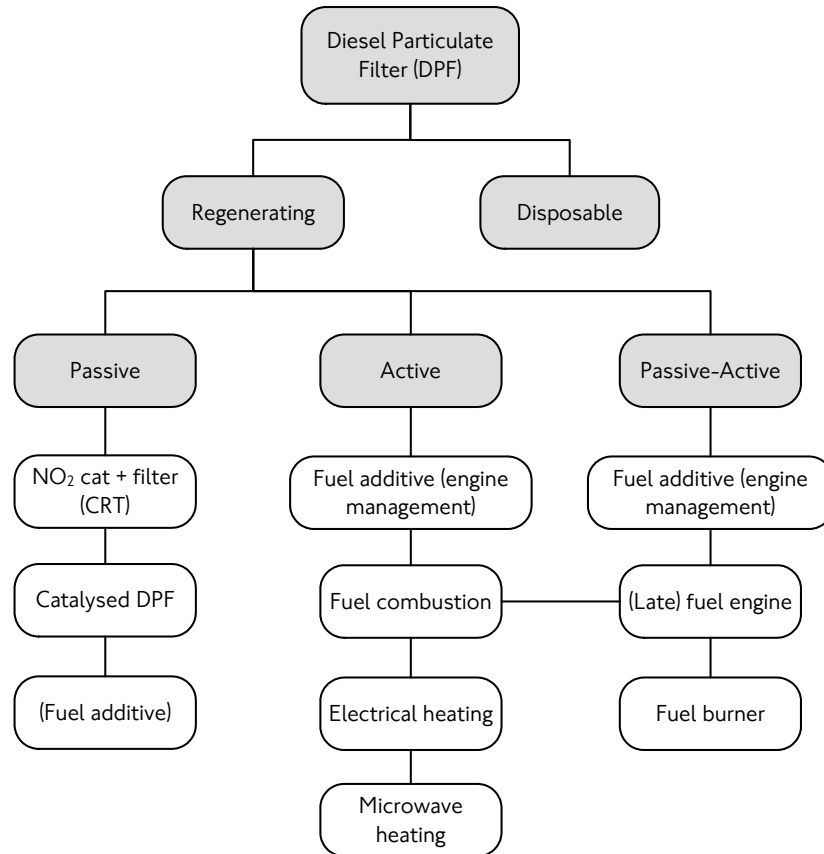 Diesel Particulate
Filter (DPF)
Regenerating
Disposable
Passive
Active
Passive-Active
NO₂ cat + filter
(CRT)
Fuel additive (engine
management)
Fuel additive (engine
management)
Catalysed DPF
Fuel combustion
(Late) fuel engine
(Fuel additive)
Electrical heating
Fuel burner
Microwave
heating